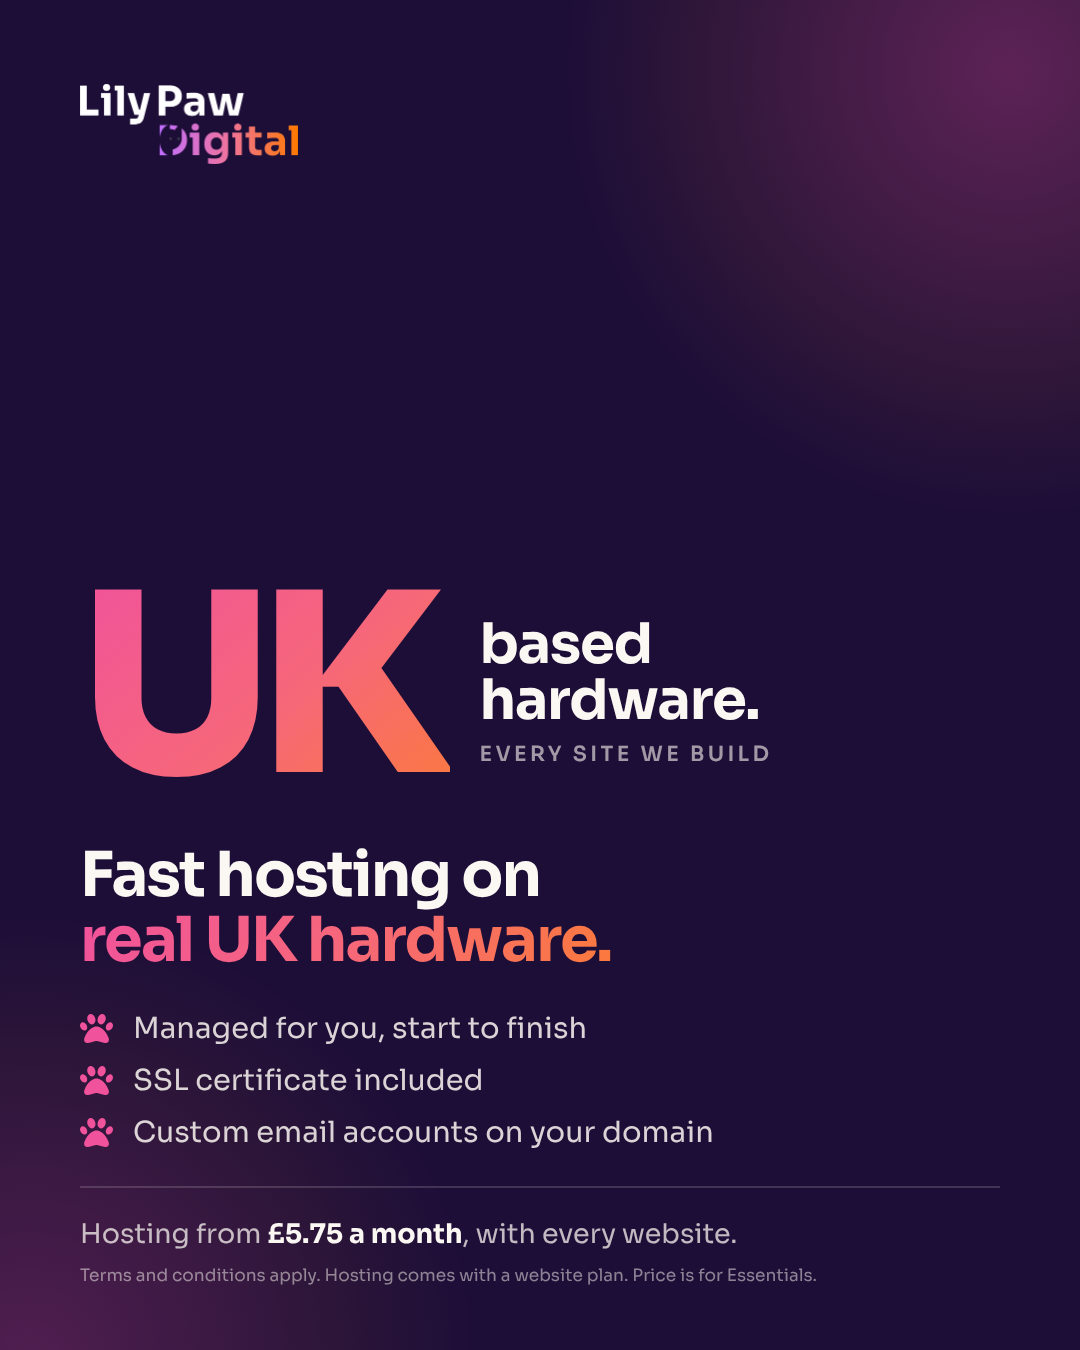 Lily Paw
Digital
UK
based
hardware.
EVERY SITE WE BUILD
Fast hosting on
real UK hardware.
Managed for you, start to finish
SSL certificate included
Custom email accounts on your domain
Hosting from £5.75 a month, with every website.
Terms and conditions apply. Hosting comes with a website plan. Price is for Essentials.